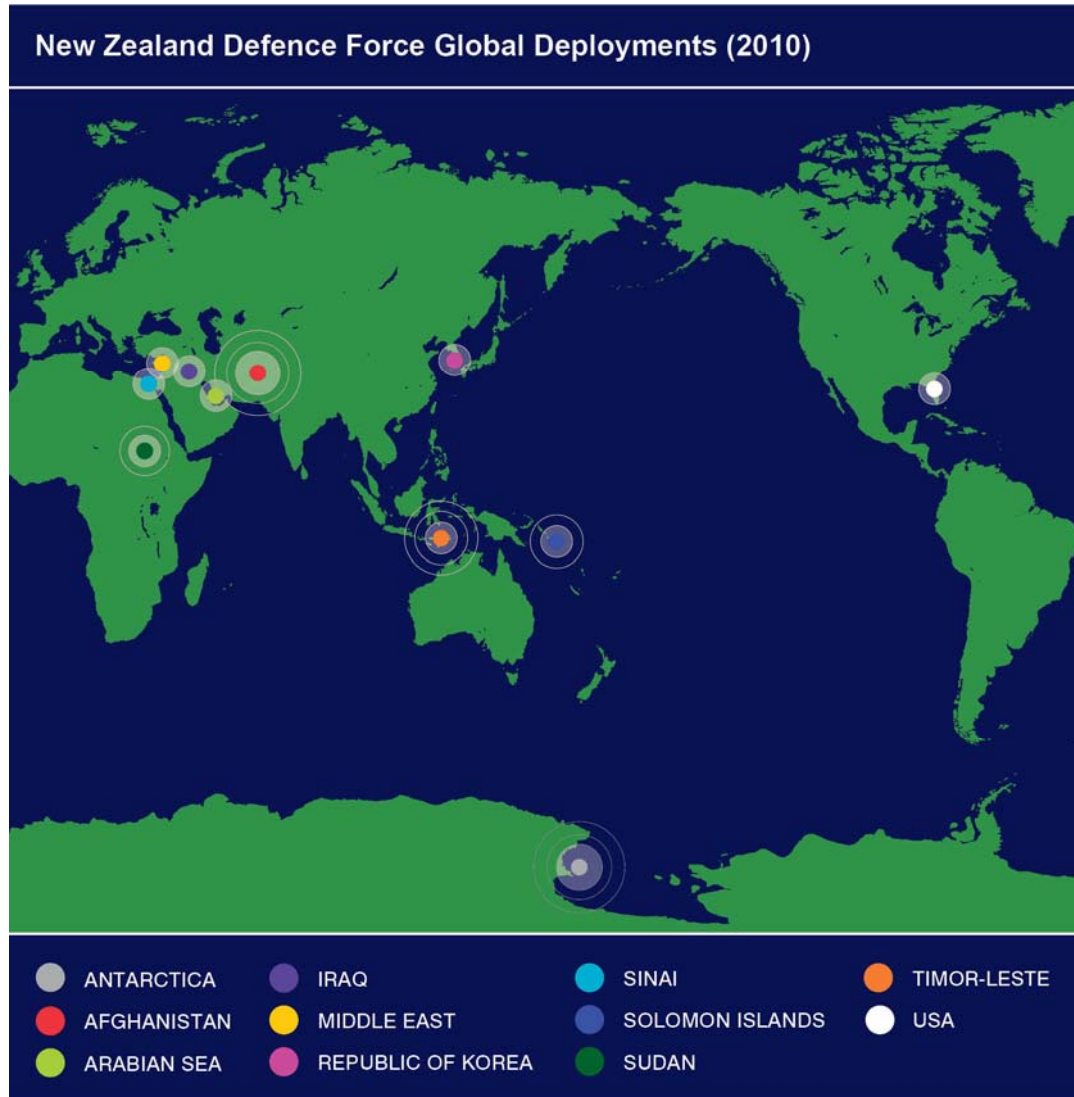 New Zealand Defence Force Global Deployments (2010)
ANTARCTICA
AFGHANISTAN
ARABIAN SEA
IRAQ
MIDDLE EAST
REPUBLIC OF KOREA
SINAI
SOLOMON ISLANDS
SUDAN
TIMOR-LESTE
USA